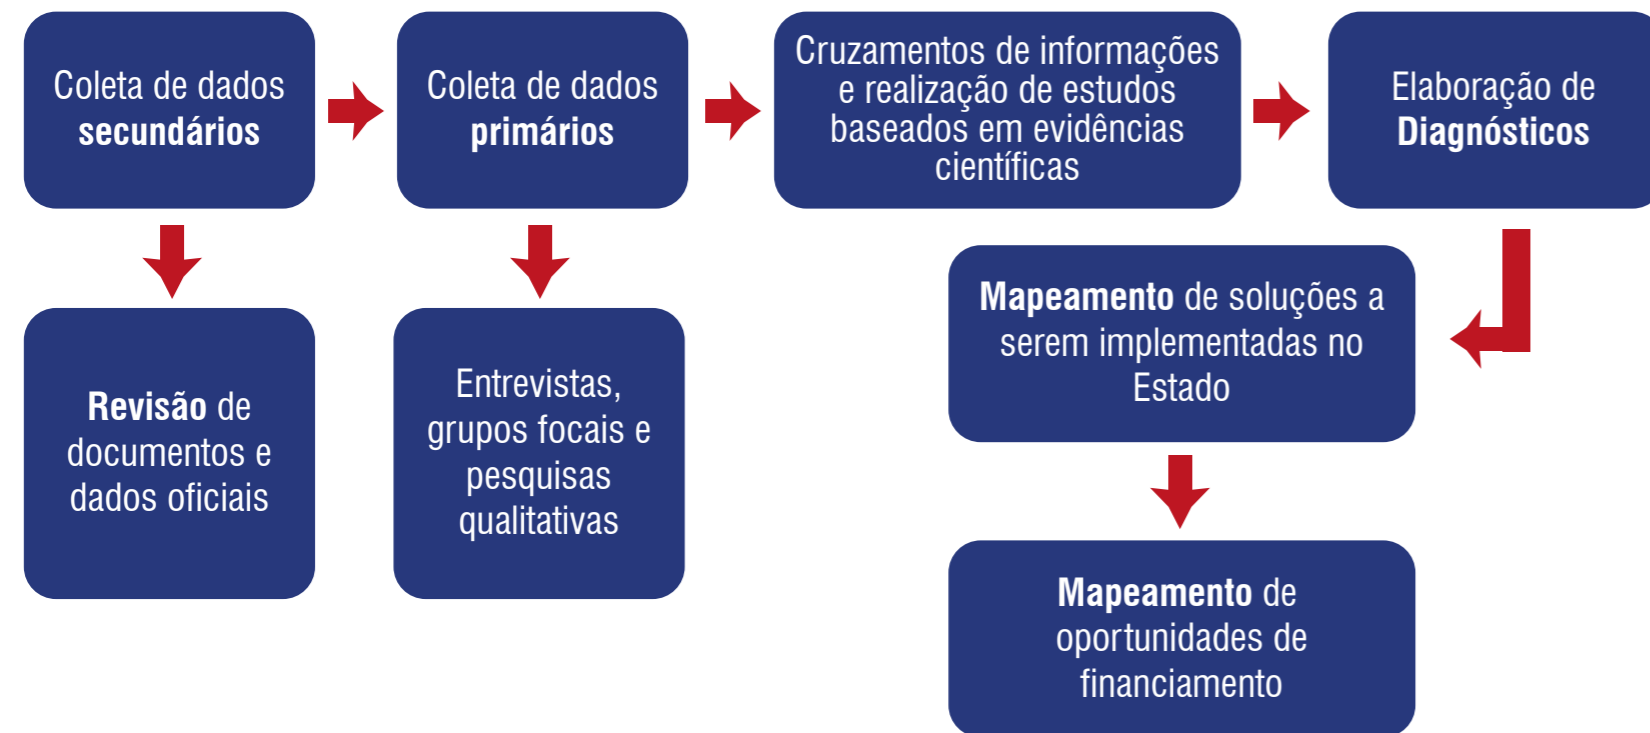 Coleta de dados
secundários
Coleta de dados
primários
Cruzamentos de informações
e realização de estudos
baseados em evidências
científicas
Elaboração de
Diagnósticos
Revisão de
documentos e
dados oficiais
Entrevistas,
grupos focais e
pesquisas
qualitativas
Mapeamento de soluções a
serem implementadas no
Estado
Mapeamento de
oportunidades de
financiamento